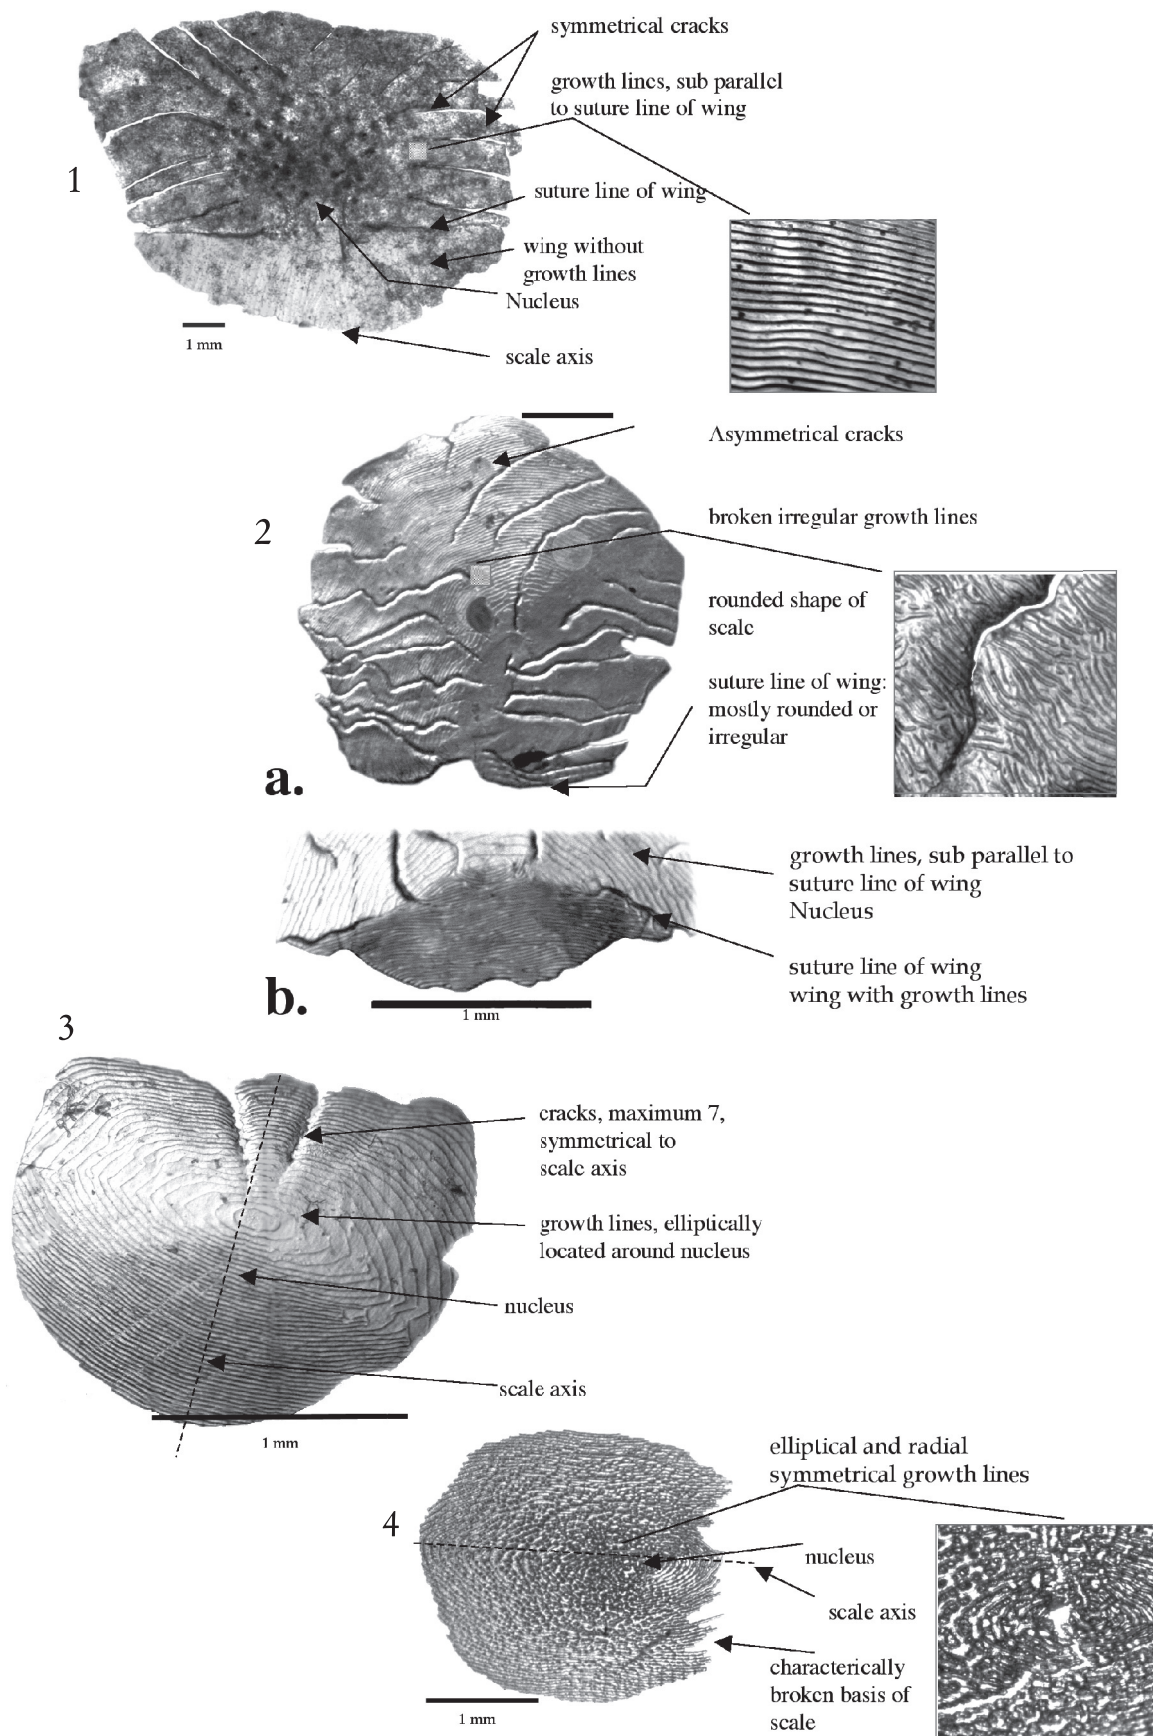 symmetrical cracks
growth lines, sub parallel
to suture line of wing
1
suture line of wing
wing without
growth lines
Nucleus
1 mm
scale axis
Asymmetrical cracks
broken irregular growth lines
2
rounded shape of
scale
suture line of wing:
mostly rounded or
irregular
a.
growth lines, sub parallel to
suture line of wing
Nucleus
suture line of wing
wing with growth lines
b.
1 mm
3
cracks, maximum 7,
symmetrical to
scale axis
growth lines, elliptically
located around nucleus
nucleus
scale axis
1 mm
elliptical and radial
symmetrical growth lines
4
nucleus
scale axis
characterically
broken basis of
scale
1 mm